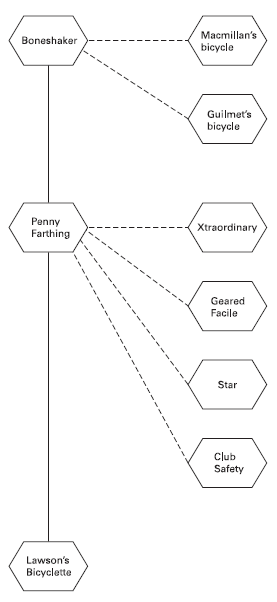 Boneshaker
Macmillan's
bicycle
Guilmet's
bicycle
Penny
Farthing
Xtraordinary
Geared
Facile
Star
Club
Safety
Lawson's
Bicyclette